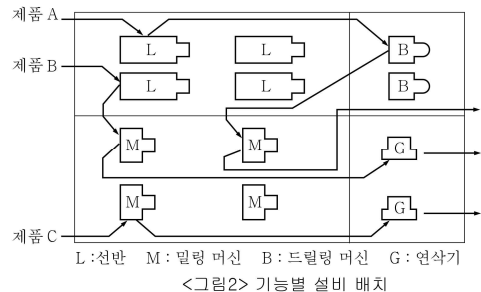 제품 A
L L B
제품 B
L L B
M M G
M M G
제품 C
L : 선반 M : 밀링 머신 B : 드릴링 머신 G : 연삭기
<그림2> 기능별 설비 배치